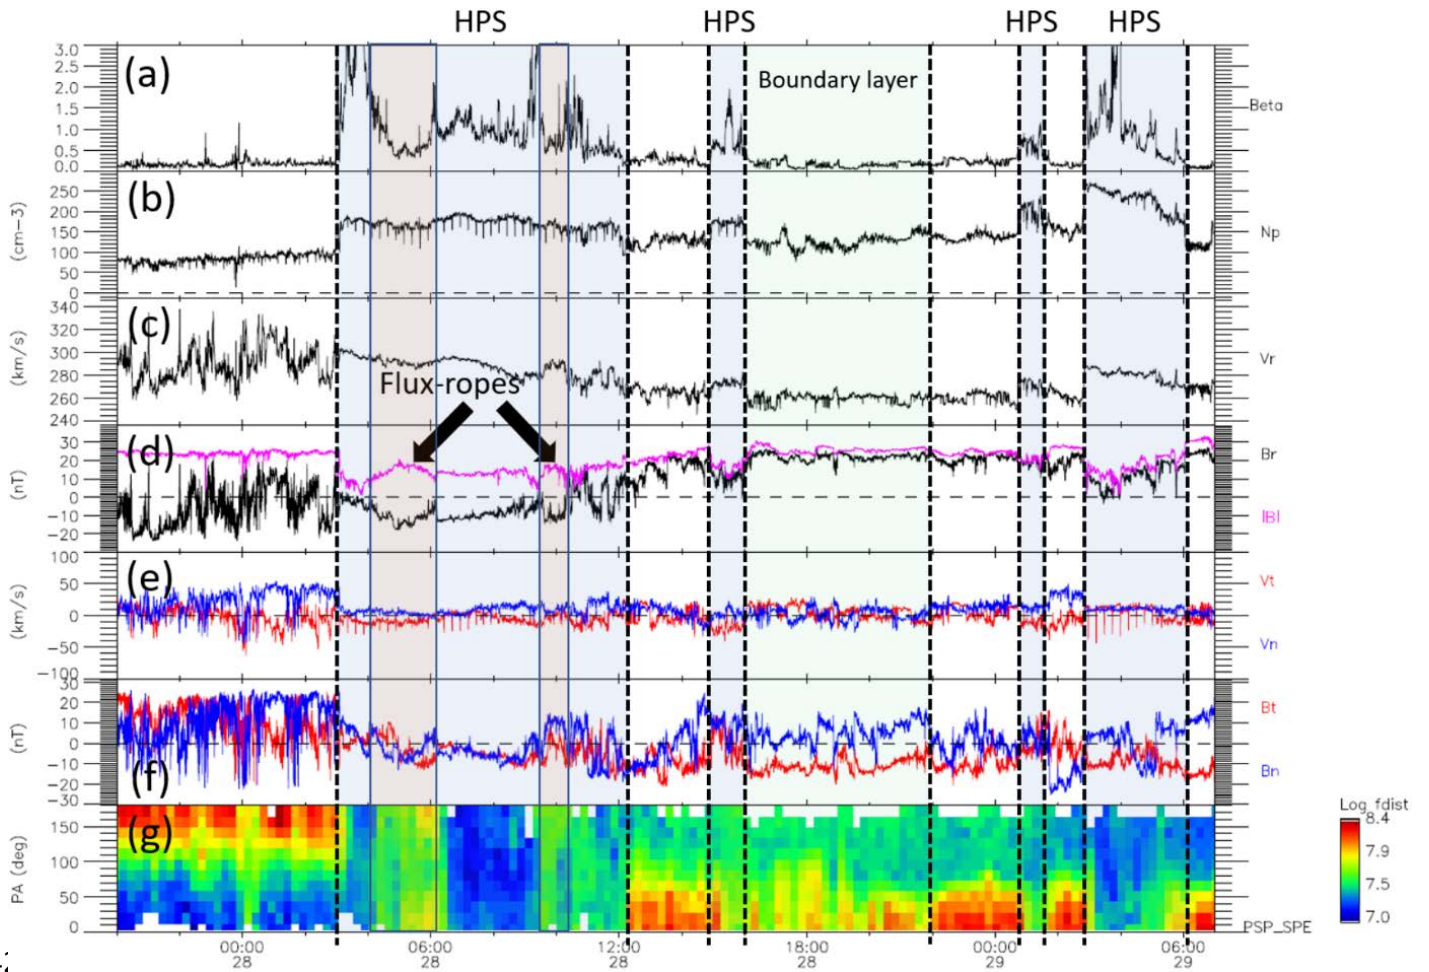 HPS HPS HPS HPS
(a)
3.0
2.5
2.0
1.5
1.0
0.5
0.0
Boundary layer
Beta
(b)
(cm−3)
250
200
150
100
50
0
Np
(c)
(km/s)
340
320
300
280
260
240
Vr
Flux-ropes
(d)
(nT)
30
20
10
0
−10
−20
Br
|B|
(e)
(km/s)
100
50
0
−50
−100
Vt
Vn
(f)
(nT)
30
20
10
0
−10
−20
−30
Bt
Bn
(g)
PA (deg)
150
100
50
0
PSP_SPE
Log_fdist
8.4
7.9
7.5
7.0
00:00 06:00 12:00 18:00 00:00 06:00
28 28 28 28 29 29